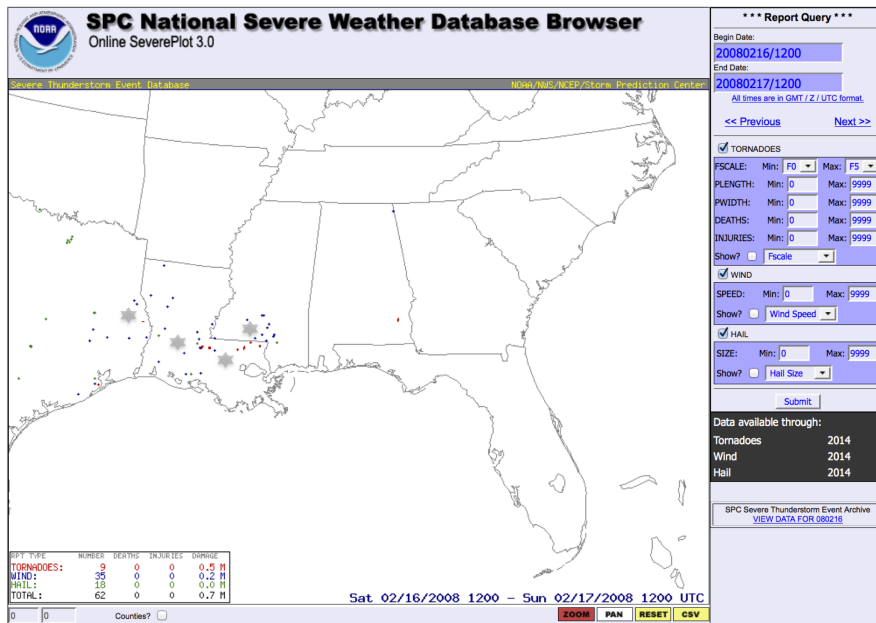 NOAA
SPC National Severe Weather Database Browser
Online SeverePlot 3.0
Severe Thunderstorm Event Database
NOAA/NWS/NCEP/Storm Prediction Center
RPT TYPE NUMBER DEATHS INJURIES DAMAGE
TORNADOES: 9 0 0 0.5 M
WIND: 35 0 0 0.2 M
HAIL: 18 0 0 0.0 M
TOTAL: 62 0 0 0.7 M
Sat 02/16/2008 1200 – Sun 02/17/2008 1200 UTC
0 0 Counties? ZOOM PAN RESET CSV
* * * Report Query * * *
Begin Date:
20080216/1200
End Date:
20080217/1200
All times are in GMT / Z / UTC format.
<< Previous Next >>
TORNADOES
FSCALE: Min: F0 Max: F5
PLENGTH: Min: 0 Max: 9999
PWIDTH: Min: 0 Max: 9999
DEATHS: Min: 0 Max: 9999
INJURIES: Min: 0 Max: 9999
Show? Fscale
WIND
SPEED: Min: 0 Max: 9999
Show? Wind Speed
HAIL
SIZE: Min: 0 Max: 9999
Show? Hail Size
Submit
Data available through:
Tornadoes 2014
Wind 2014
Hail 2014
SPC Severe Thunderstorm Event Archive
VIEW DATA FOR 080216